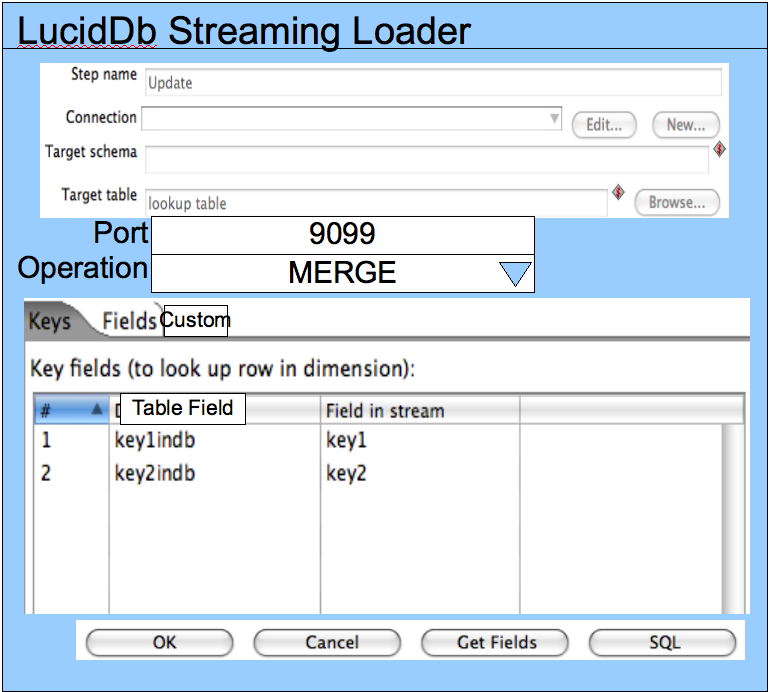 LucidDb Streaming Loader
Step name Update
Connection Edit... New...
Target schema
Target table lookup table Browse...
Port 9099
Operation MERGE
Keys Fields Custom
Key fields (to look up row in dimension):
# Table Field Field in stream
1 key1indb key1
2 key2indb key2
OK Cancel Get Fields SQL